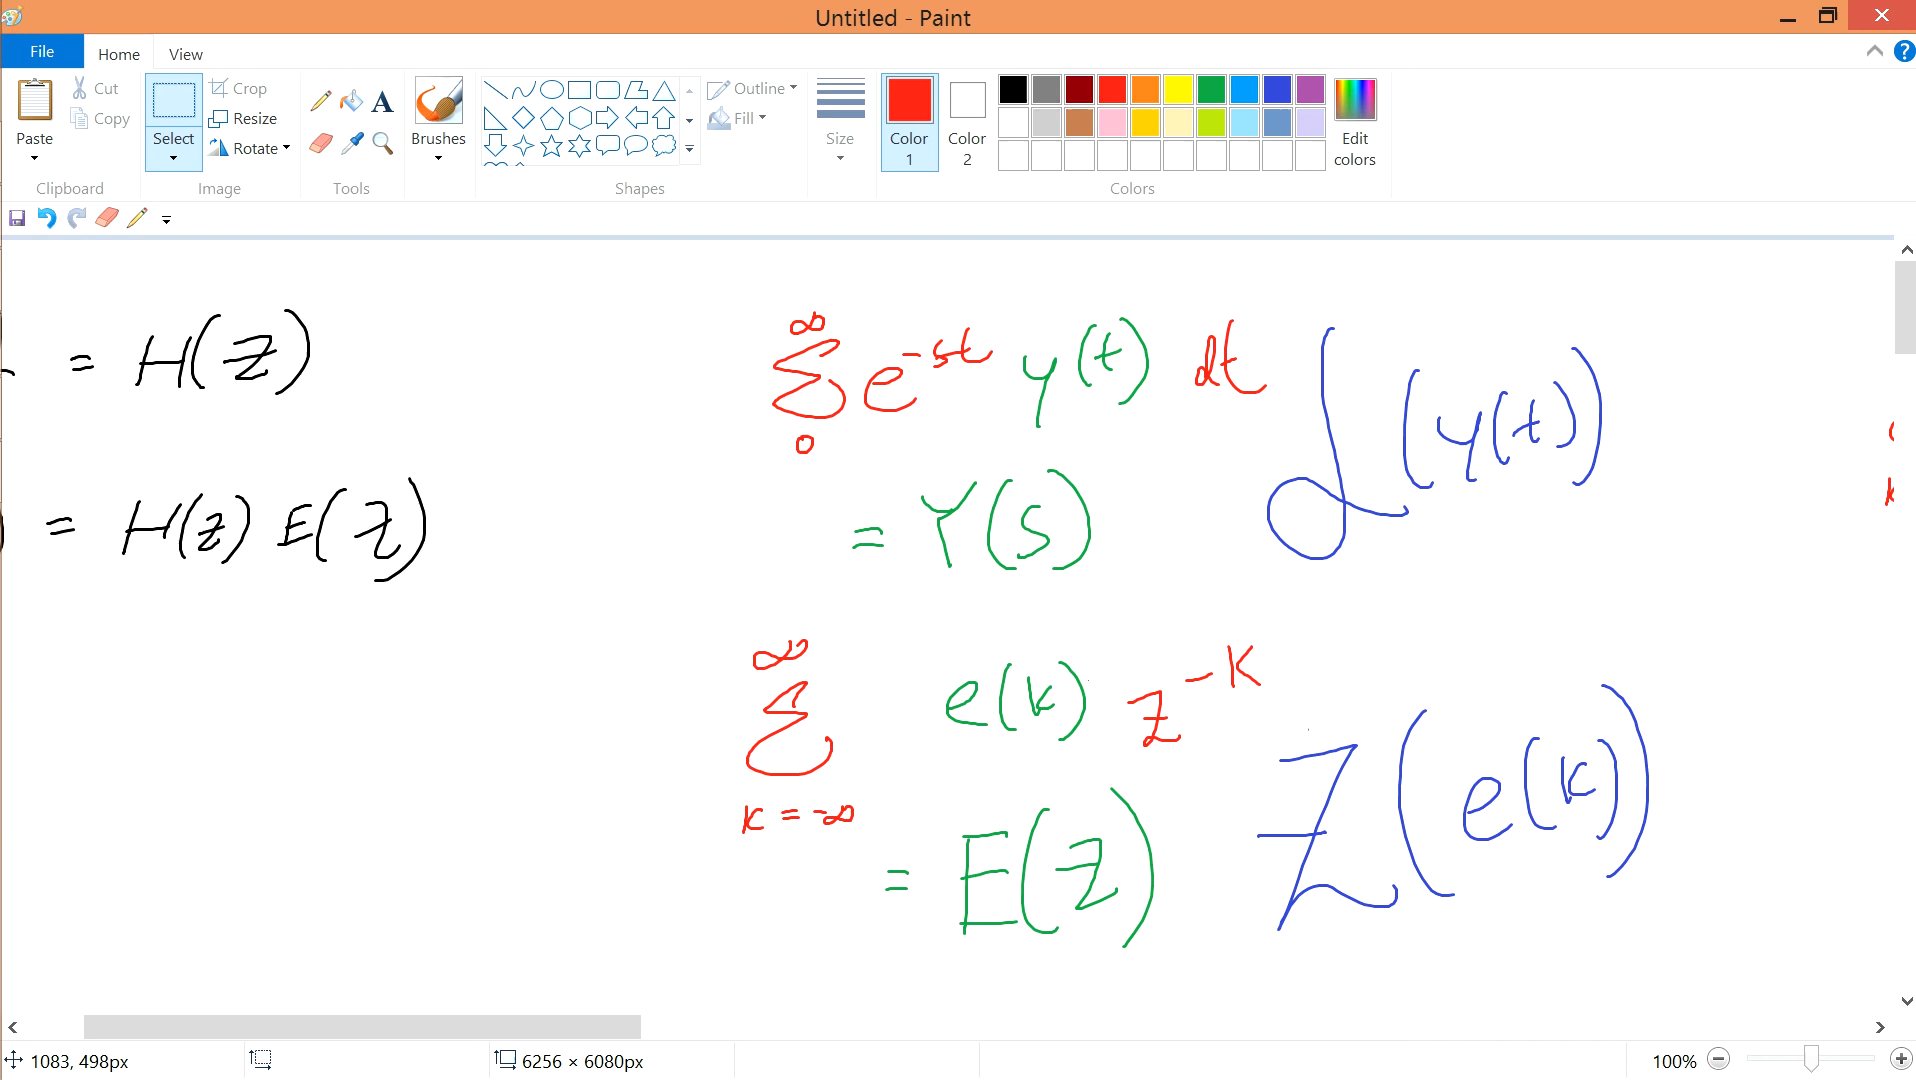 Untitled - Paint
File Home View
Paste Cut Copy Clipboard
Select Crop Resize Rotate Image
Tools
Brushes
Shapes
Outline Fill
Size
Color 1 Color 2 Edit colors
Colors
= H(z)
= H(z) E(z)
∞
∑ e^{-st} y(t) dt
0
= Y(s)
ℒ(y(t))
∞
∑ e(k) z^{-k}
k = -∞
= E(z)
Z(e(k))
1083, 498px 6256 × 6080px 100%